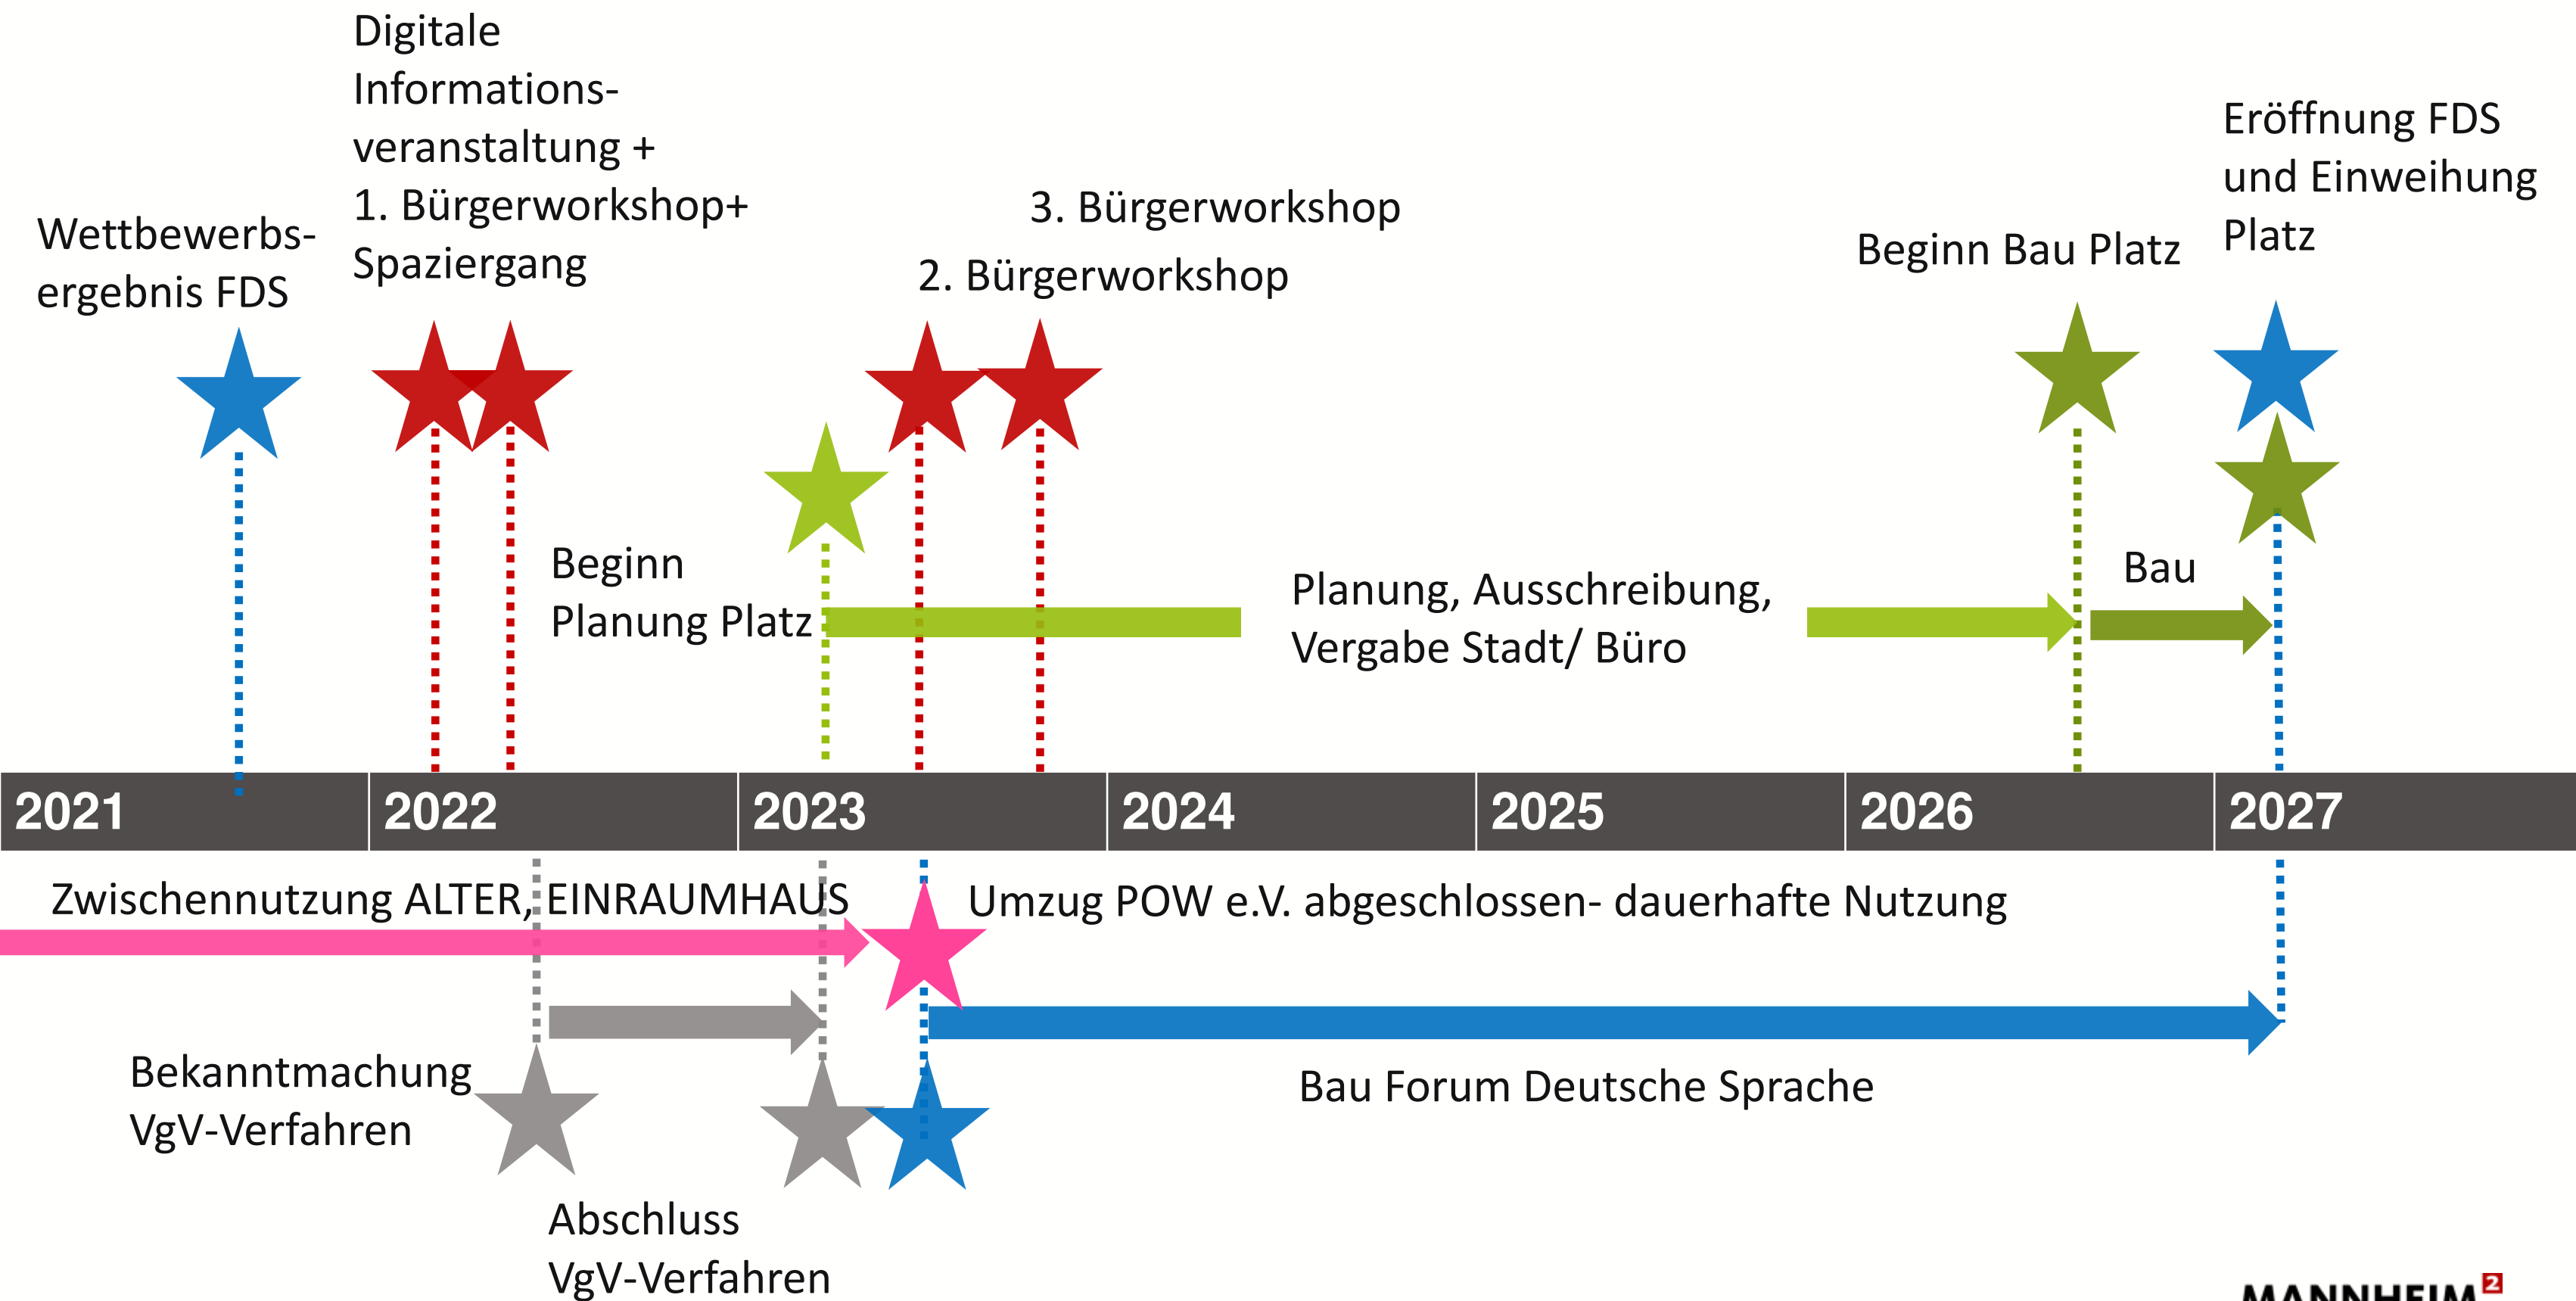 Digitale
Informations-
veranstaltung +
1. Bürgerworkshop+
Spaziergang
Wettbewerbs-
ergebnis FDS
3. Bürgerworkshop
2. Bürgerworkshop
Beginn Bau Platz
Eröffnung FDS
und Einweihung
Platz
Beginn
Planung Platz
Planung, Ausschreibung,
Vergabe Stadt/ Büro
Bau
2021 2022 2023 2024 2025 2026 2027
Zwischennutzung ALTER, EINRAUMHAUS
Umzug POW e.V. abgeschlossen- dauerhafte Nutzung
Bekanntmachung
VgV-Verfahren
Bau Forum Deutsche Sprache
Abschluss
VgV-Verfahren
MANNHEIM 2